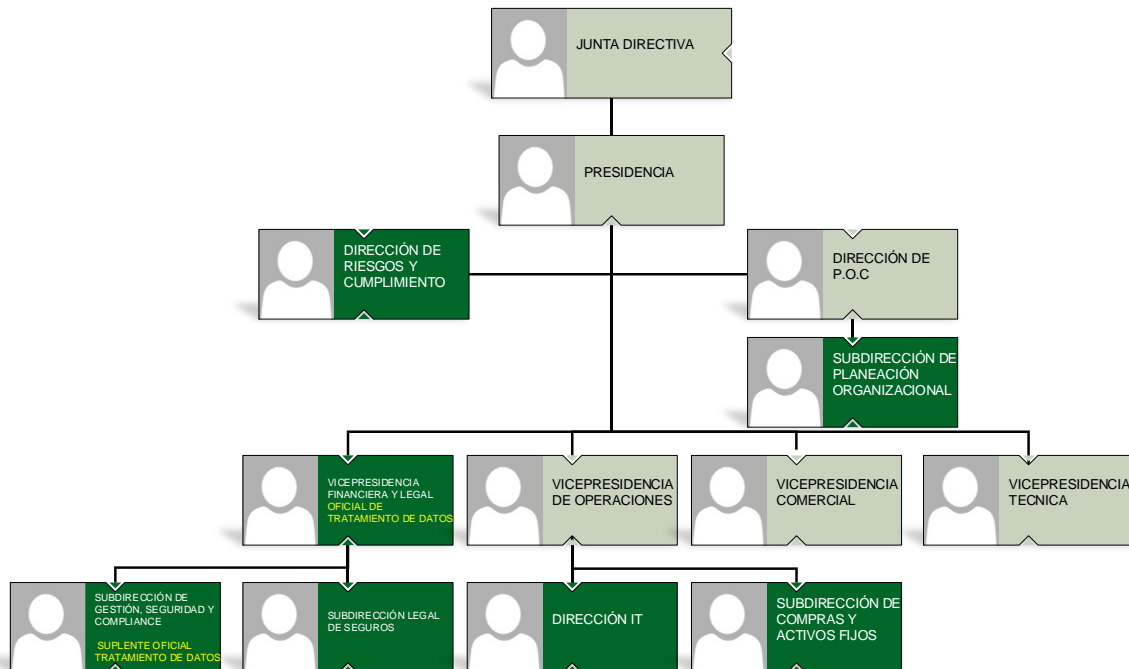 JUNTA DIRECTIVA
PRESIDENCIA
DIRECCIÓN DE
RIESGOS Y
CUMPLIMIENTO
DIRECCIÓN DE
P.O.C
SUBDIRECCIÓN DE
PLANEACIÓN
ORGANIZACIONAL
VICEPRESIDENCIA
FINANCIERA Y LEGAL
OFICIAL DE
TRATAMIENTO DE DATOS
VICEPRESIDENCIA
DE OPERACIONES
VICEPRESIDENCIA
COMERCIAL
VICEPRESIDENCIA
TECNICA
SUBDIRECCIÓN DE
GESTIÓN, SEGURIDAD Y
COMPLIANCE
SUPLENTE OFICIAL
TRATAMIENTO DE DATOS
SUBDIRECCIÓN LEGAL
DE SEGUROS
DIRECCIÓN IT
SUBDIRECCIÓN DE
COMPRAS Y
ACTIVOS FIJOS